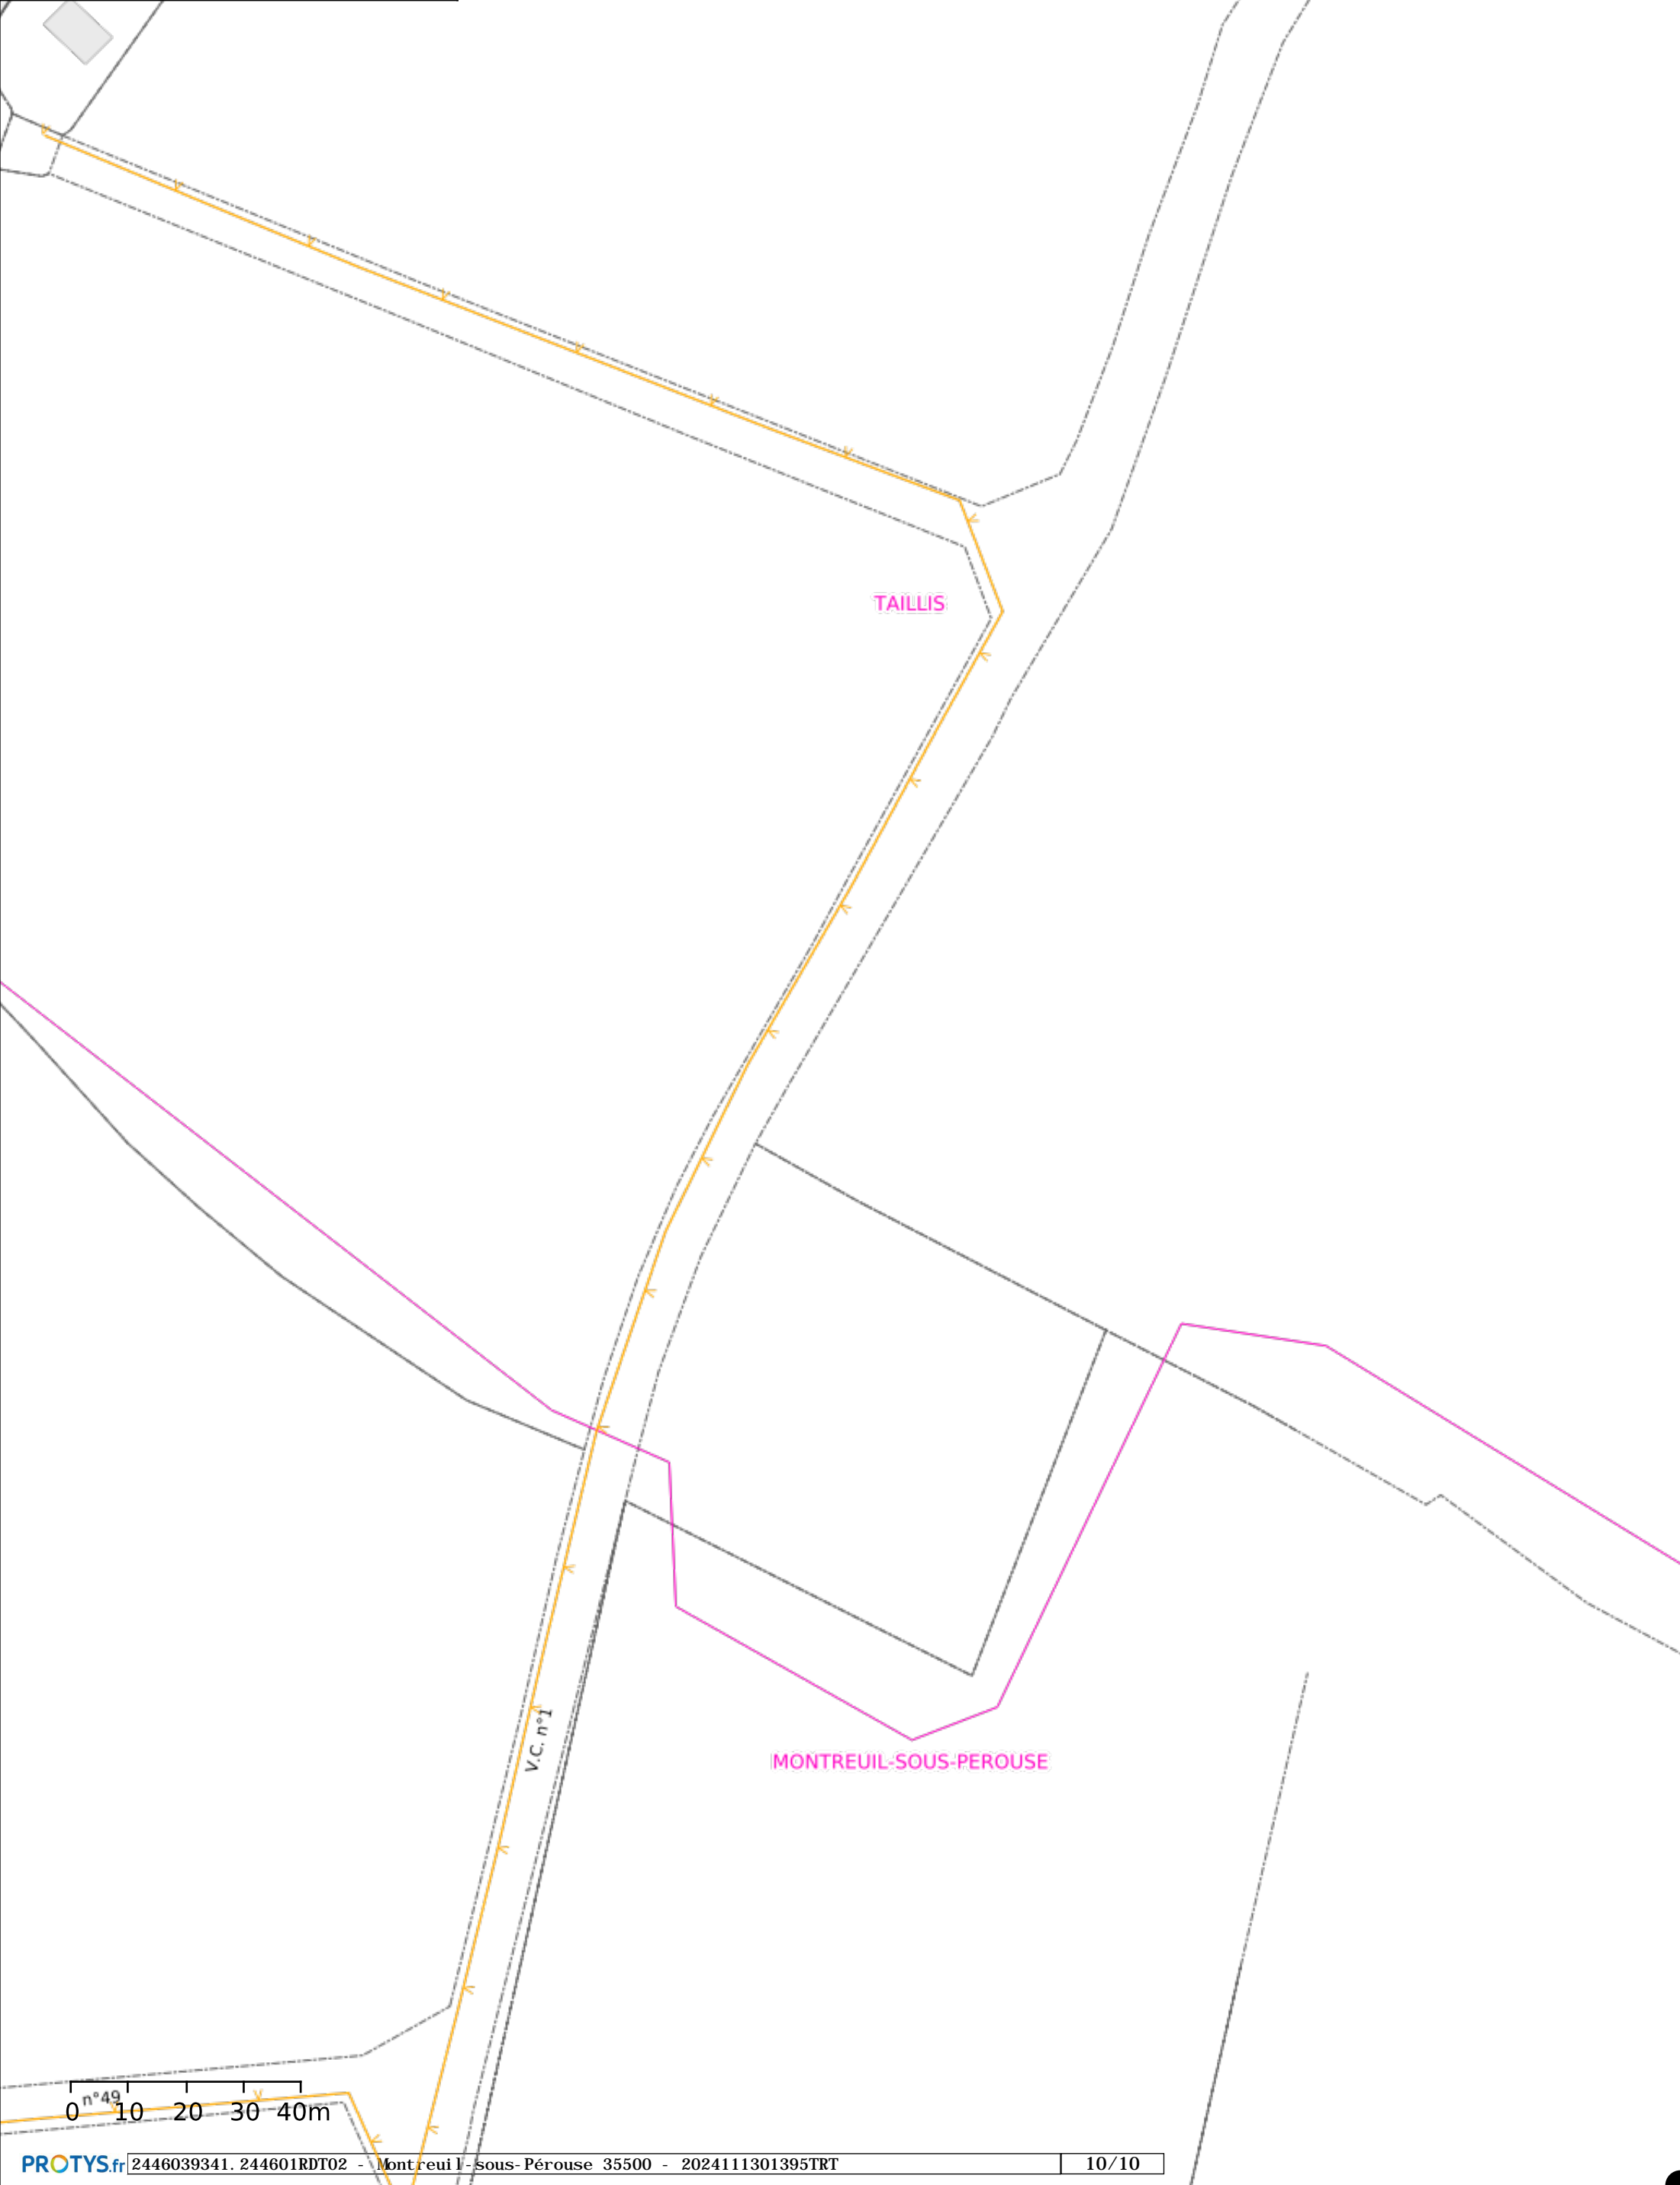 TAILLIS
V.C. n°1
MONTREUIL-SOUS-PEROUSE
n°49
0 10 20 30 40m
PROTYS.fr 2446039341.244601RDT02 - Montreuil-sous-Pérouse 35500 - 2024111301395TRT 10/10